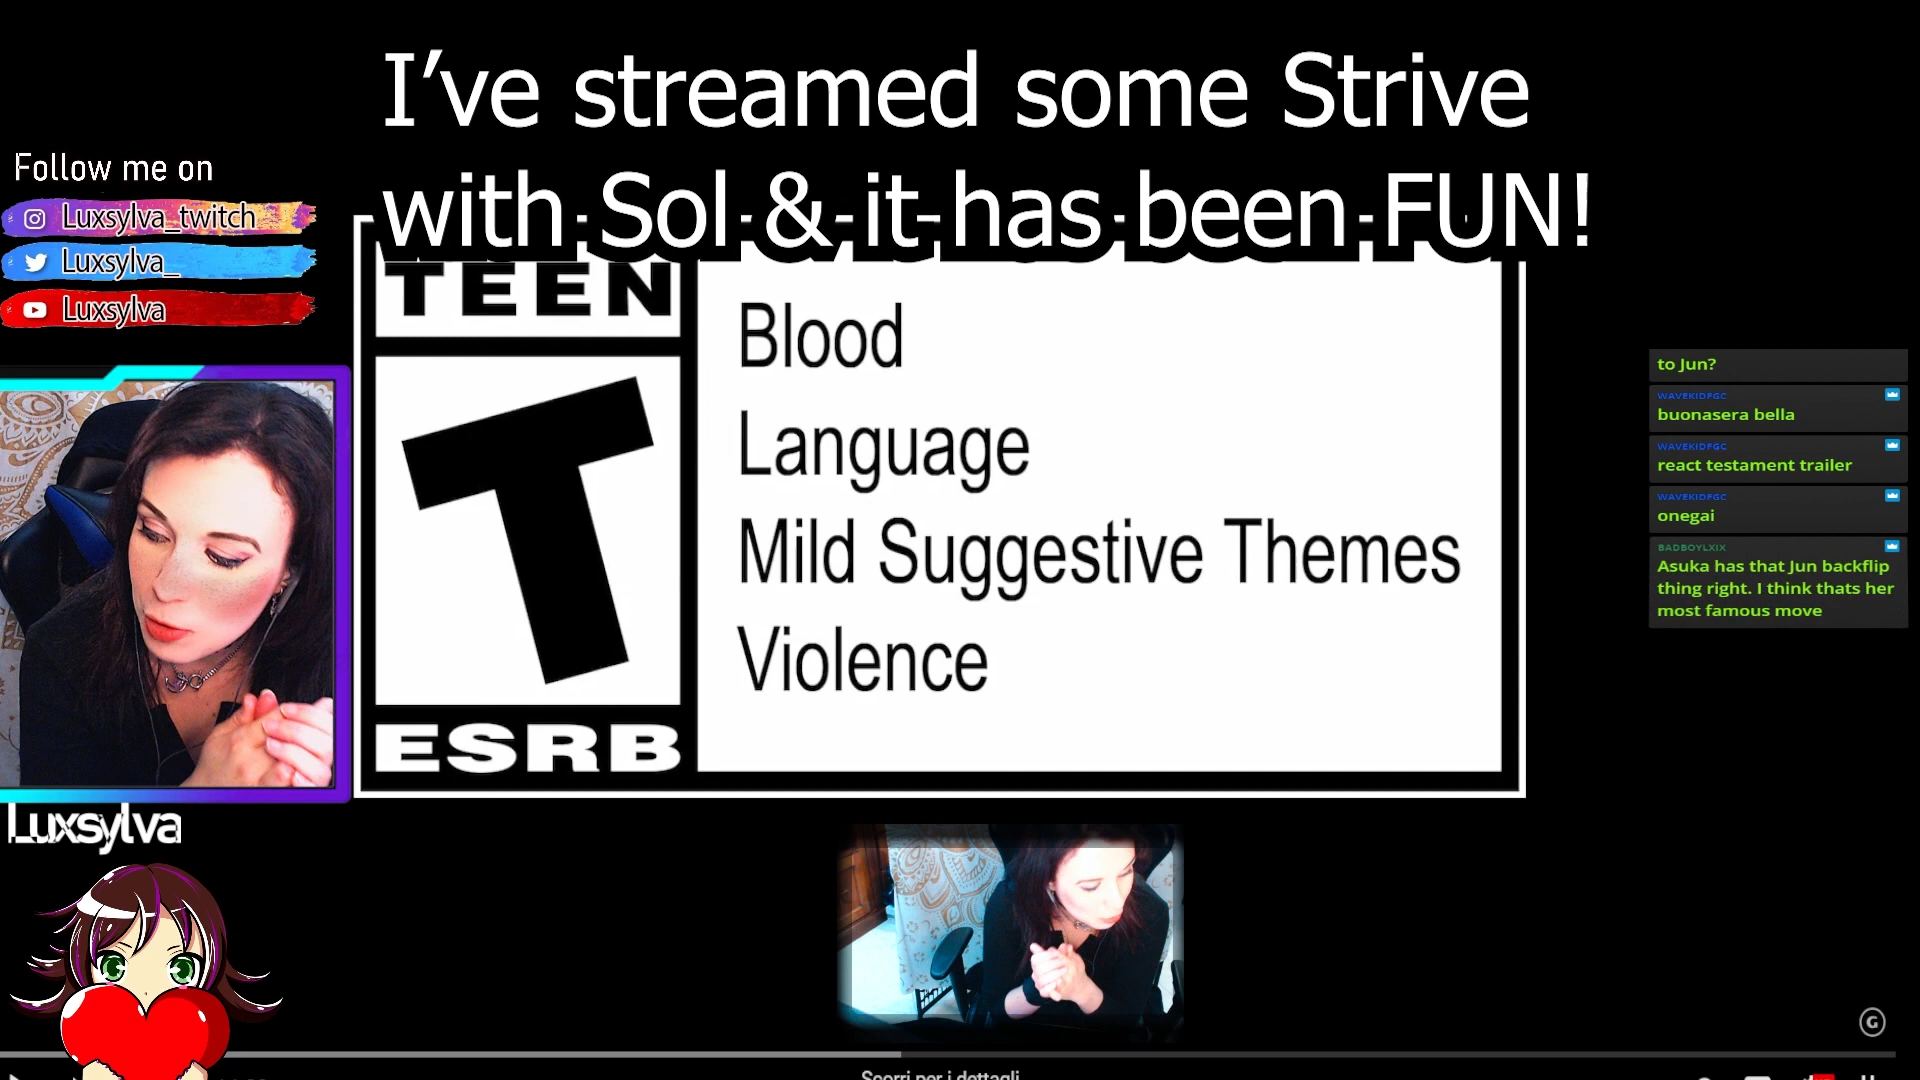 I’ve streamed some Strive
with Sol & it has been FUN!
Follow me on
Luxsylva_twitch
Luxsylva_
Luxsylva
TEEN
T
ESRB
Blood
Language
Mild Suggestive Themes
Violence
to Jun?
WAVEKIDFGC
buonasera bella
WAVEKIDFGC
react testament trailer
WAVEKIDFGC
onegai
BADBOYLXIX
Asuka has that Jun backflip
thing right. I think thats her
most famous move
Luxsylva
G
Scorri per i dettagli